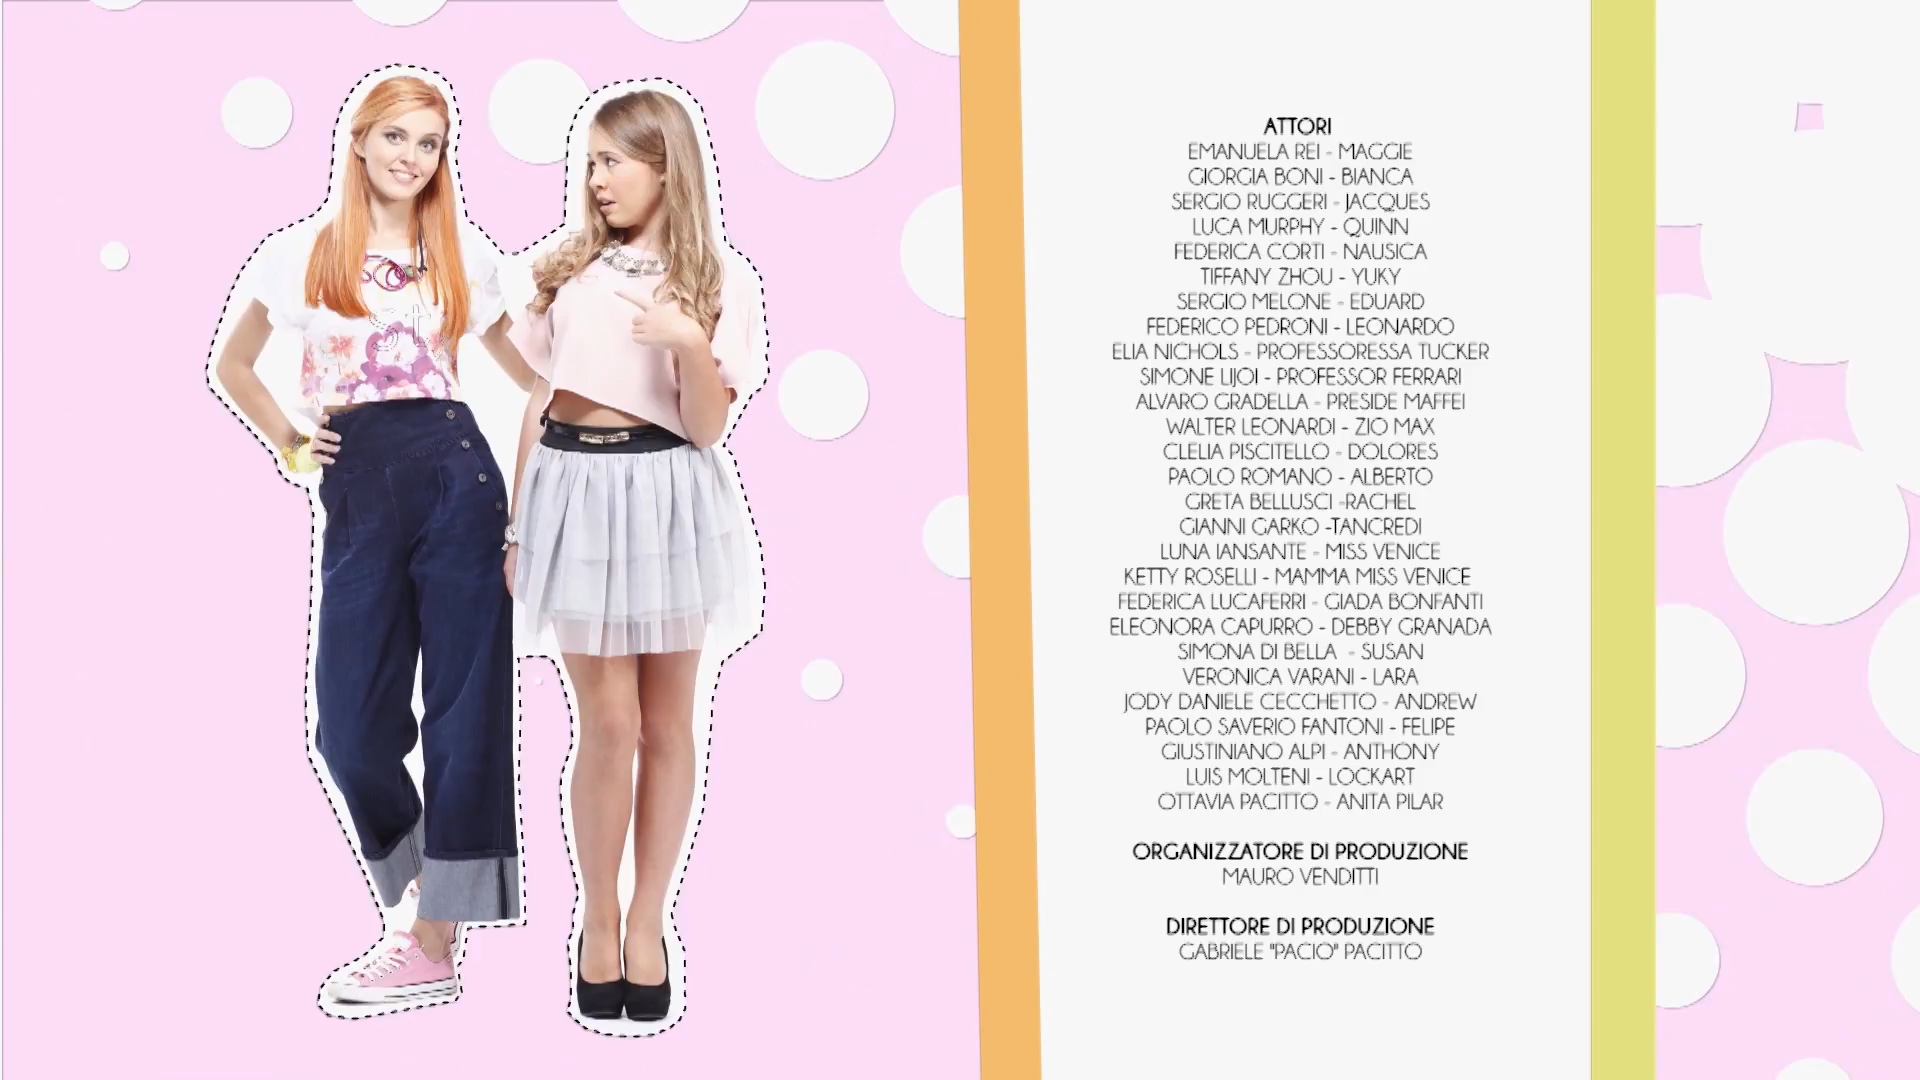 ATTORI
EMANUELA REI - MAGGIE
GIORGIA BONI - BIANCA
SERGIO RUGGERI - JACQUES
LUCA MURPHY - QUINN
FEDERICA CORTI - NAUSICA
TIFFANY ZHOU - YUKY
SERGIO MELONE - EDUARD
FEDERICO PEDRONI - LEONARDO
ELIA NICHOLS - PROFESSORESSA TUCKER
SIMONE LIJOI - PROFESSOR FERRARI
ALVARO GRADELLA - PRESIDE MAFFEI
WALTER LEONARDI - ZIO MAX
CLELIA PISCITELLO - DOLORES
PAOLO ROMANO - ALBERTO
GRETA BELLUSCI -RACHEL
GIANNI GARKO -TANCREDI
LUNA IANSANTE - MISS VENICE
KETTY ROSELLI - MAMMA MISS VENICE
FEDERICA LUCAFERRI - GIADA BONFANTI
ELEONORA CAPURRO - DEBBY GRANADA
SIMONA DI BELLA - SUSAN
VERONICA VARANI - LARA
JODY DANIELE CECCHETTO - ANDREW
PAOLO SAVERIO FANTONI - FELIPE
GIUSTINIANO ALPI - ANTHONY
LUIS MOLTENI - LOCKART
OTTAVIA PACITTO - ANITA PILAR
ORGANIZZATORE DI PRODUZIONE
MAURO VENDITTI
DIRETTORE DI PRODUZIONE
GABRIELE "PACIO" PACITTO